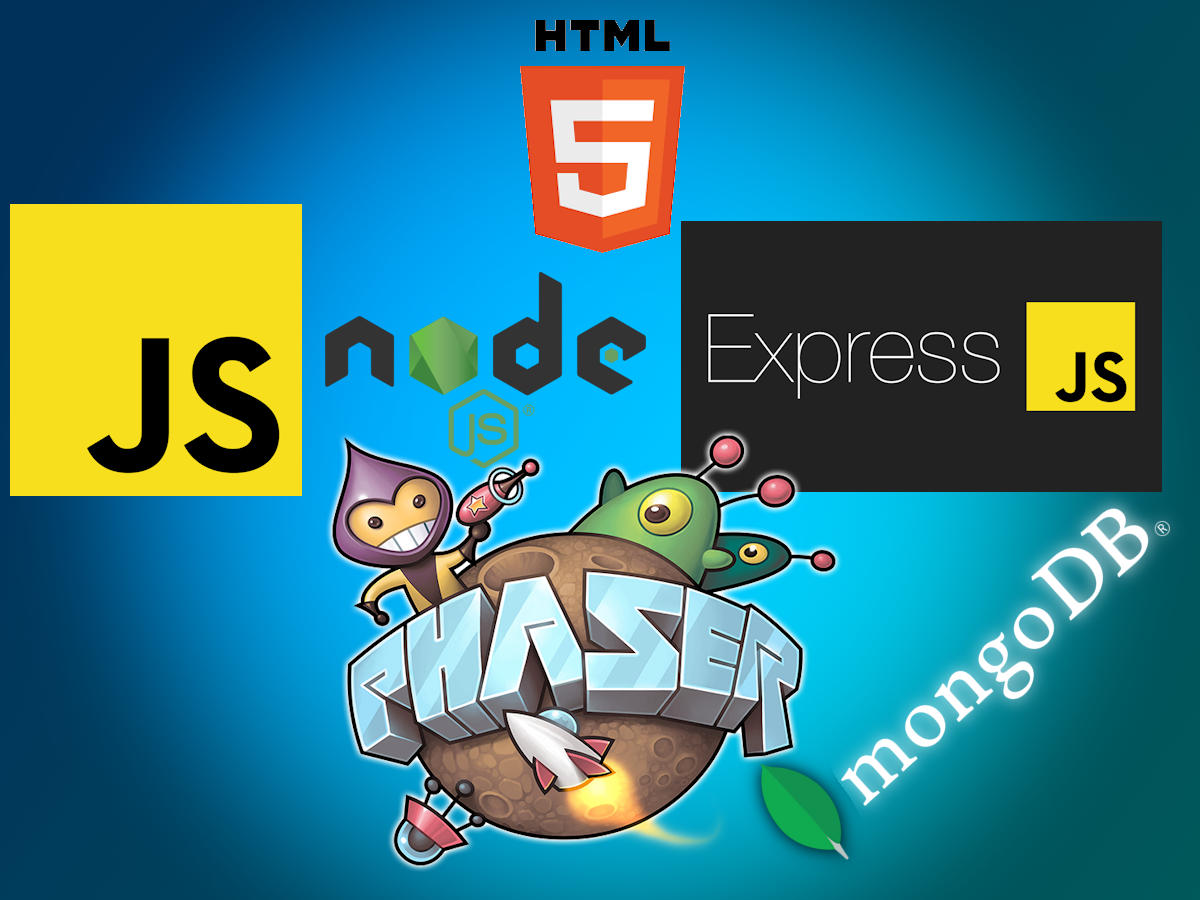 HTML
5
JS
node
JS ®
Express
JS
PHASER
mongoDB®